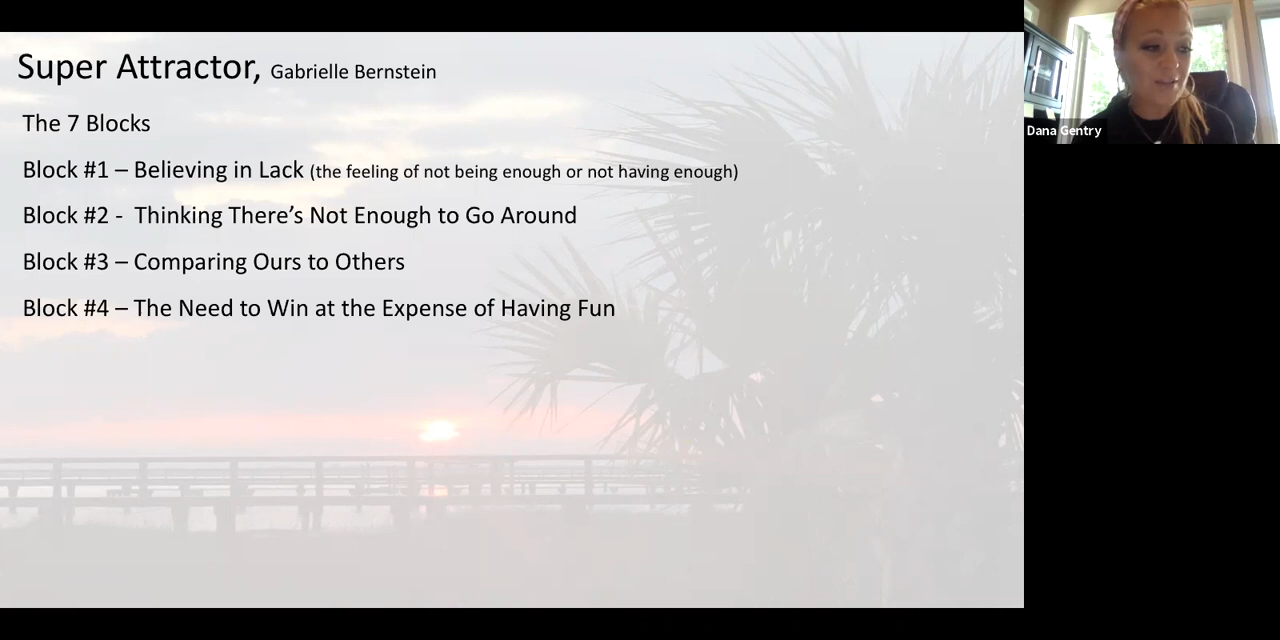 Super Attractor, Gabrielle Bernstein
The 7 Blocks
Block #1 – Believing in Lack (the feeling of not being enough or not having enough)
Block #2 -  Thinking There’s Not Enough to Go Around
Block #3 – Comparing Ours to Others
Block #4 – The Need to Win at the Expense of Having Fun
Dana Gentry